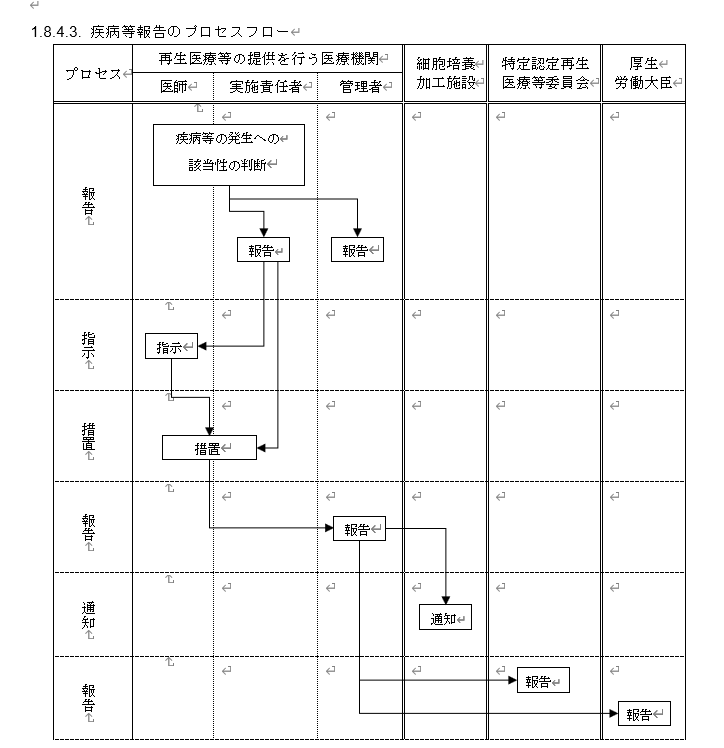 1.8.4.3. 疾病等報告のプロセスフロー
プロセス
再生医療等の提供を行う医療機関
医師
実施責任者
管理者
細胞培養
加工施設
特定認定再生
医療等委員会
厚生
労働大臣
報告
疾病等の発生への
該当性の判断
報告
報告
指示
指示
措置
措置
報告
報告
通知
通知
報告
報告
報告